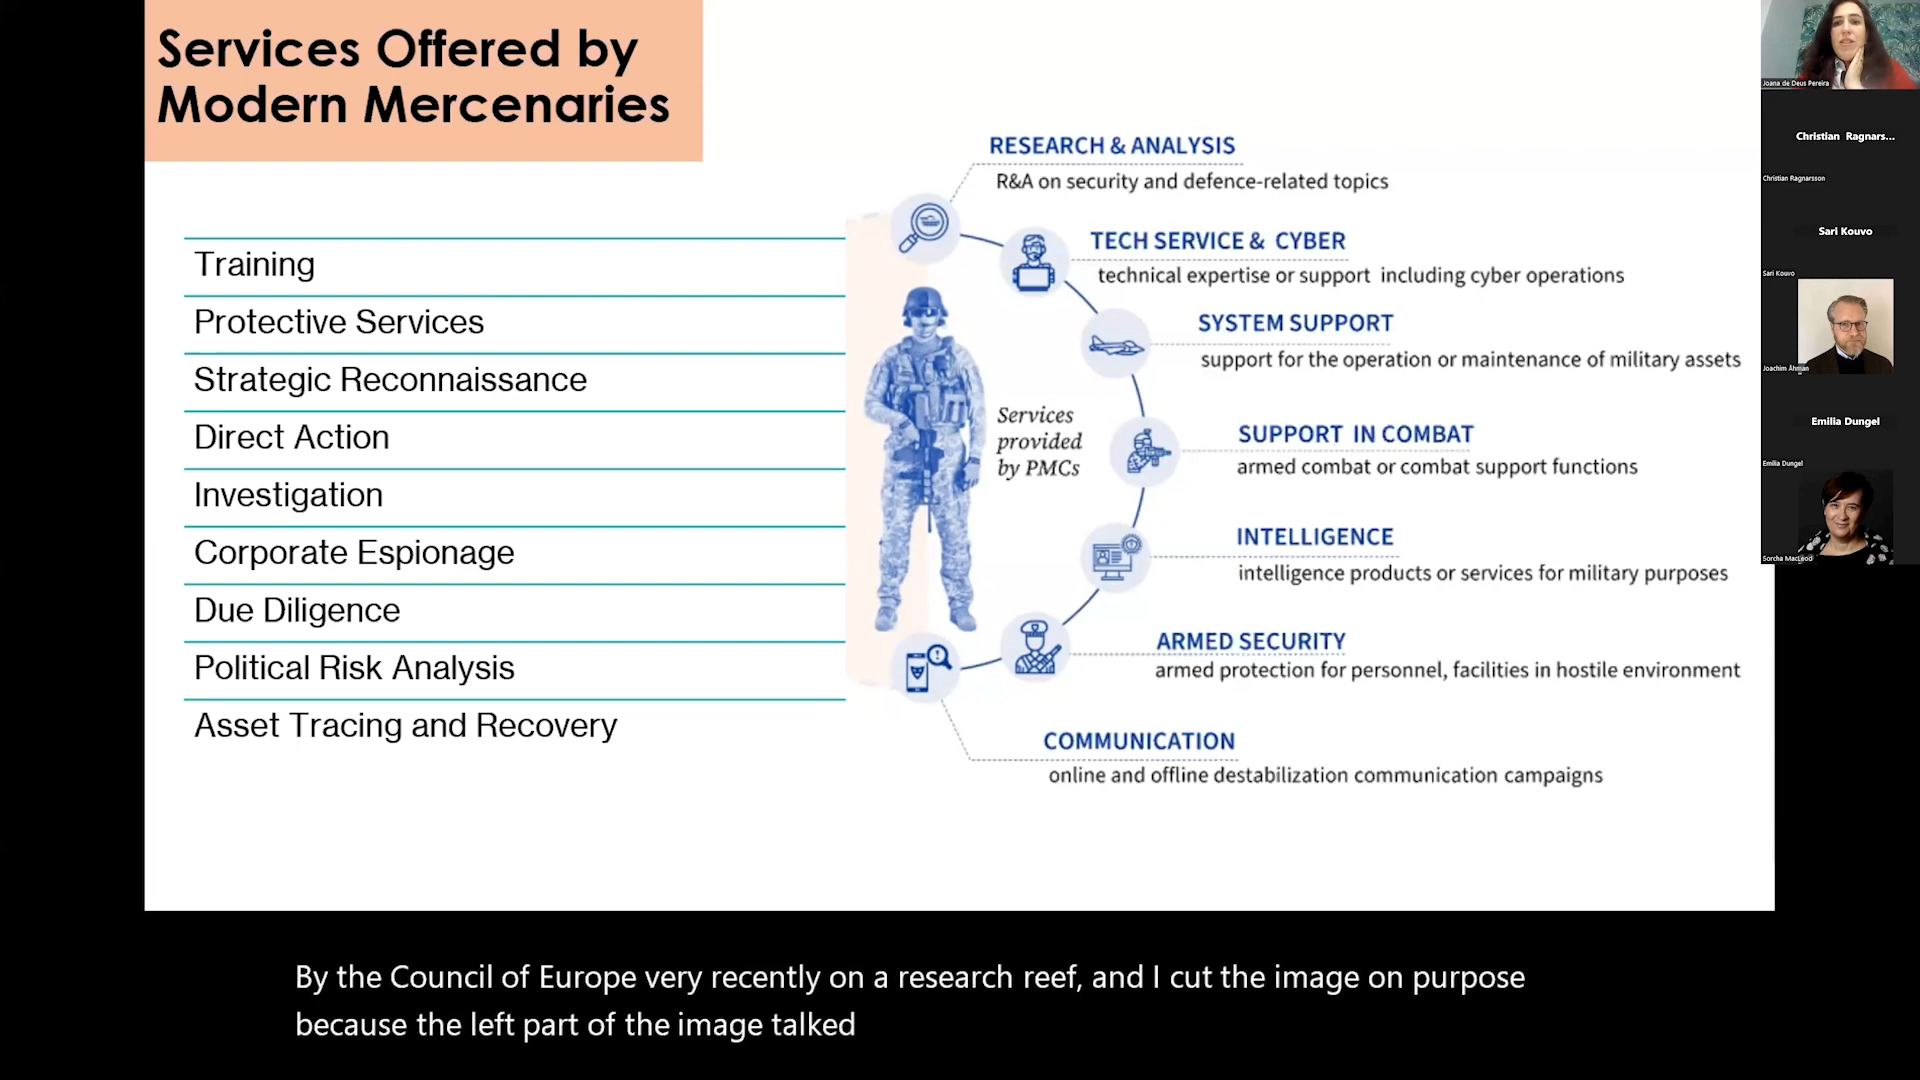 Services Offered by
Modern Mercenaries
Training
Protective Services
Strategic Reconnaissance
Direct Action
Investigation
Corporate Espionage
Due Diligence
Political Risk Analysis
Asset Tracing and Recovery
Services
provided
by PMCs
RESEARCH & ANALYSIS
R&A on security and defence-related topics
TECH SERVICE & CYBER
technical expertise or support including cyber operations
SYSTEM SUPPORT
support for the operation or maintenance of military assets
SUPPORT IN COMBAT
armed combat or combat support functions
INTELLIGENCE
intelligence products or services for military purposes
ARMED SECURITY
armed protection for personnel, facilities in hostile environment
COMMUNICATION
online and offline destabilization communication campaigns
Joana de Deus Pereira
Christian Ragnars...
Christian Ragnarsson
Sari Kouvo
Sari Kouvo
Joachim Åhman
Emilia Dungel
Emilia Dungel
Sorcha MacLeod
By the Council of Europe very recently on a research reef, and I cut the image on purpose
because the left part of the image talked